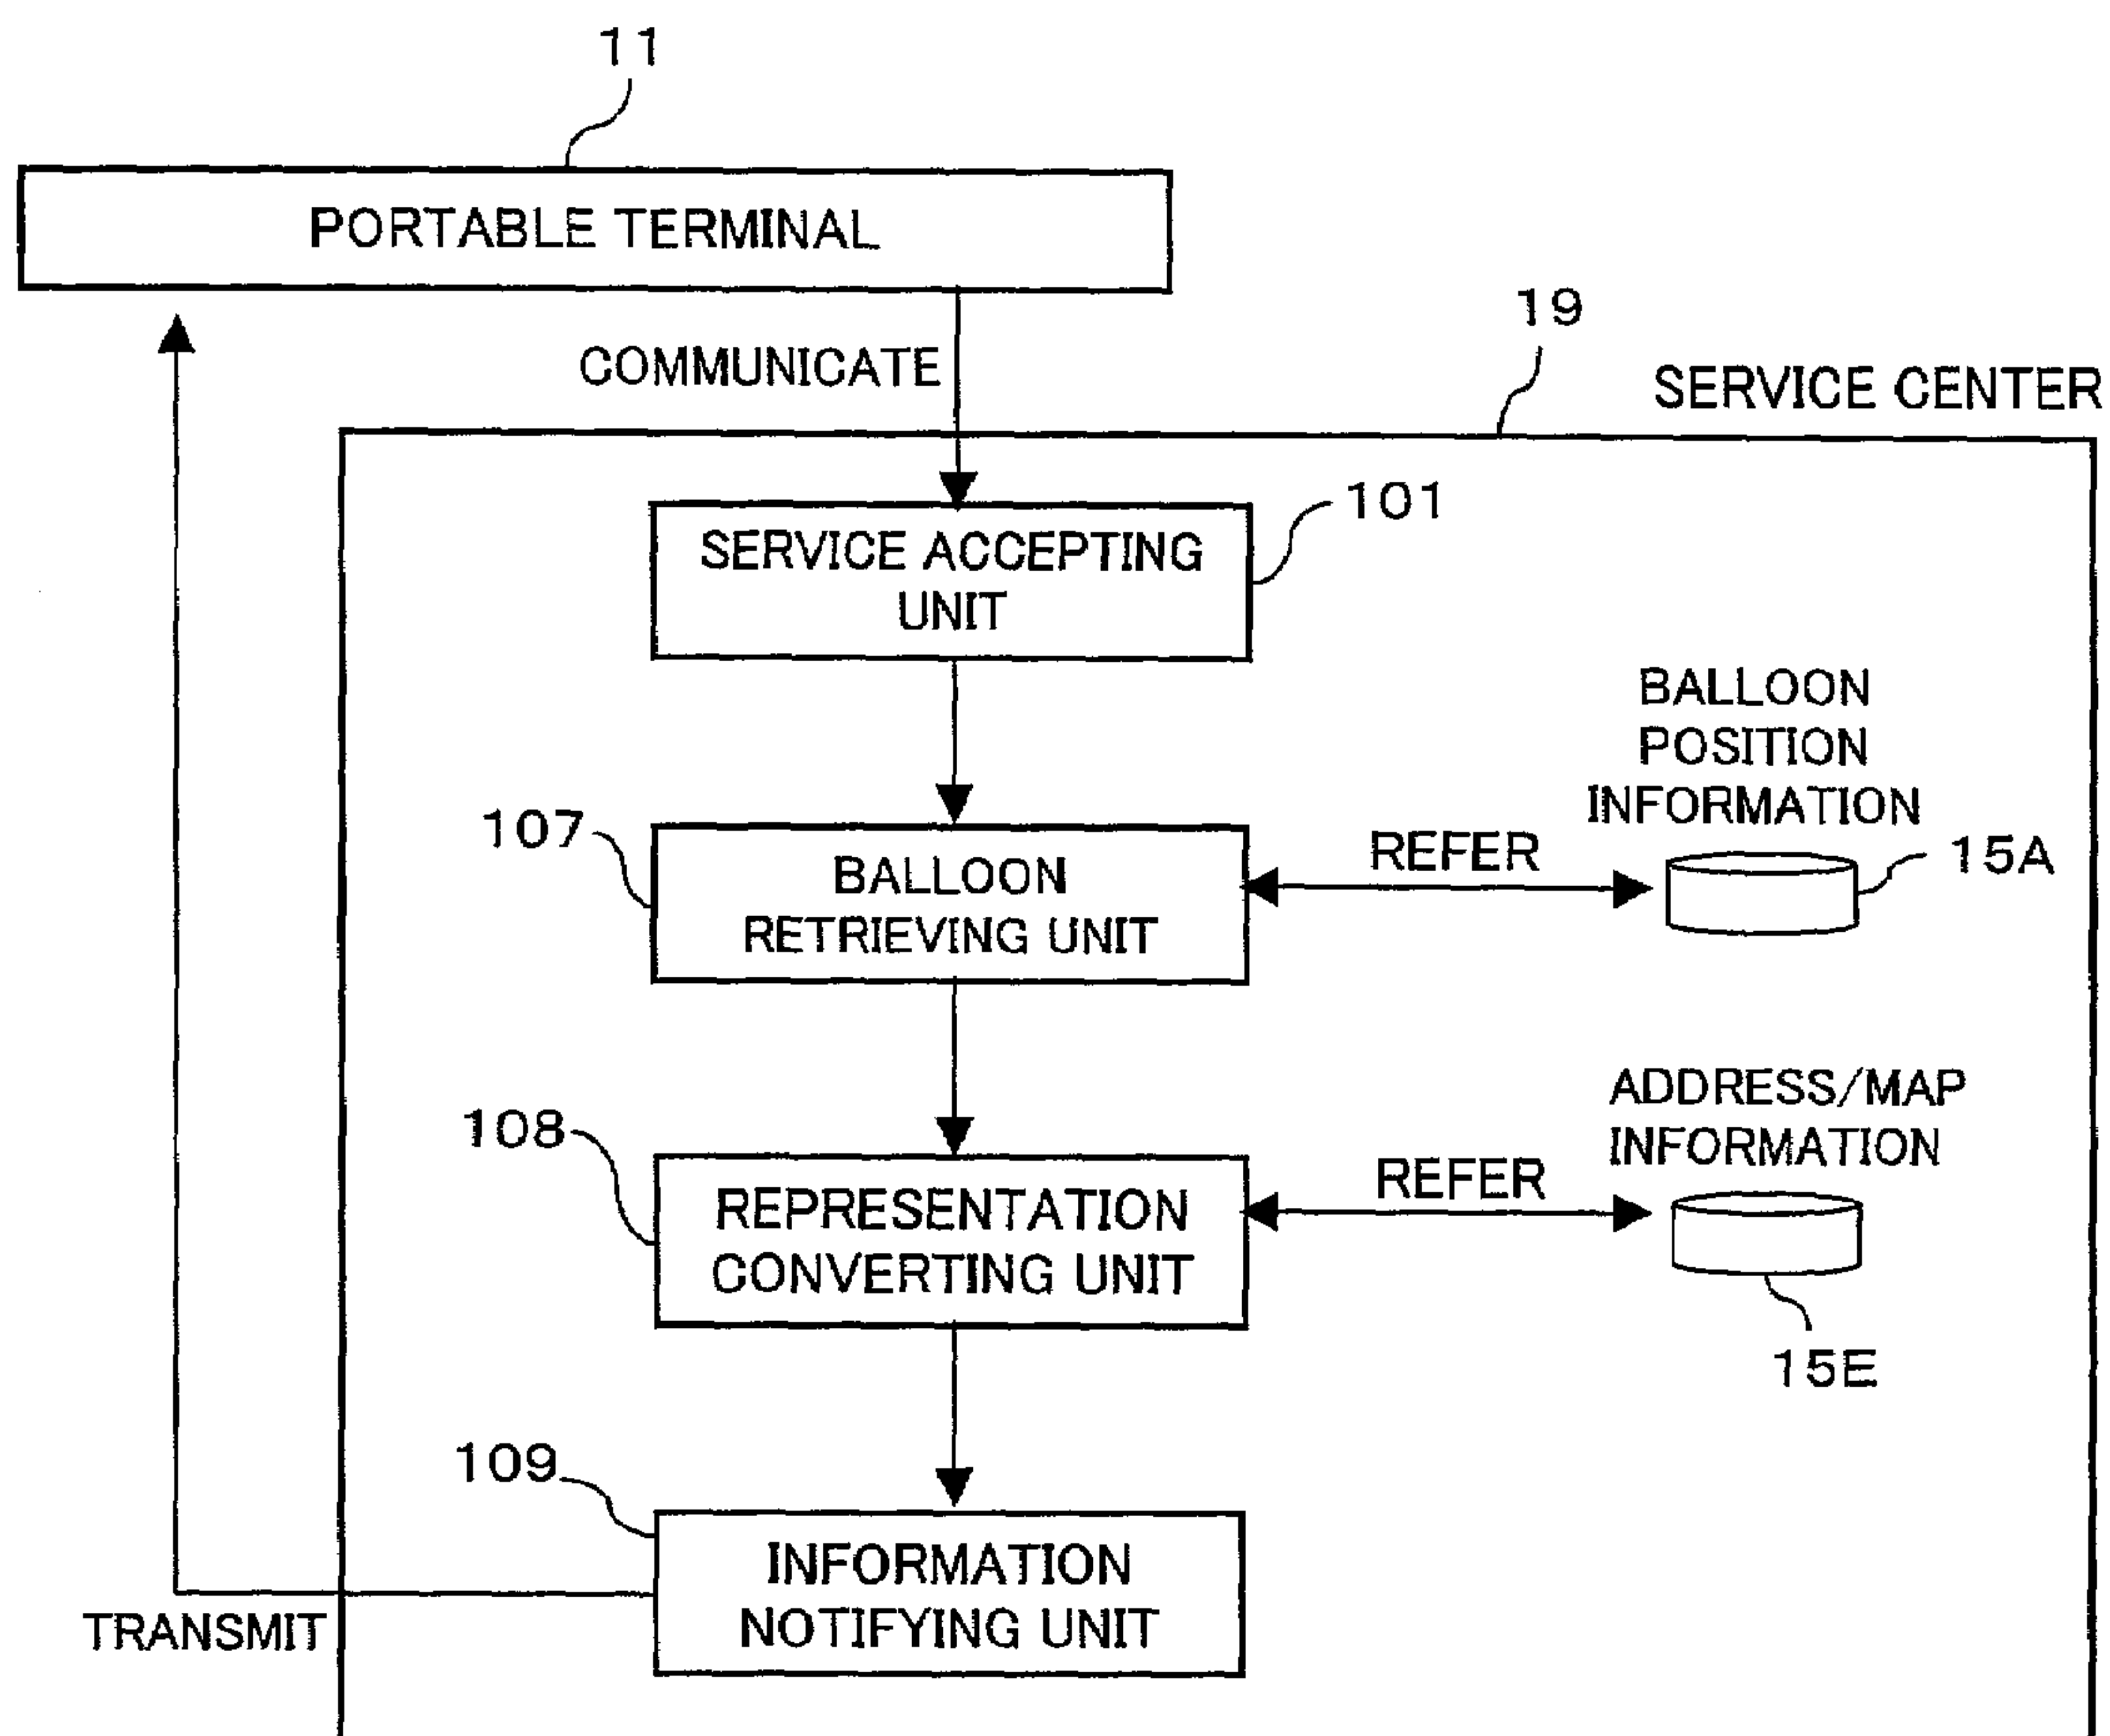 11
PORTABLE TERMINAL
19
COMMUNICATE
SERVICE CENTER
101
SERVICE ACCEPTING
UNIT
BALLOON
POSITION
INFORMATION
107
REFER
15A
BALLOON
RETRIEVING UNIT
ADDRESS/MAP
INFORMATION
108
REFER
REPRESENTATION
CONVERTING UNIT
15E
109
INFORMATION
NOTIFYING UNIT
TRANSMIT